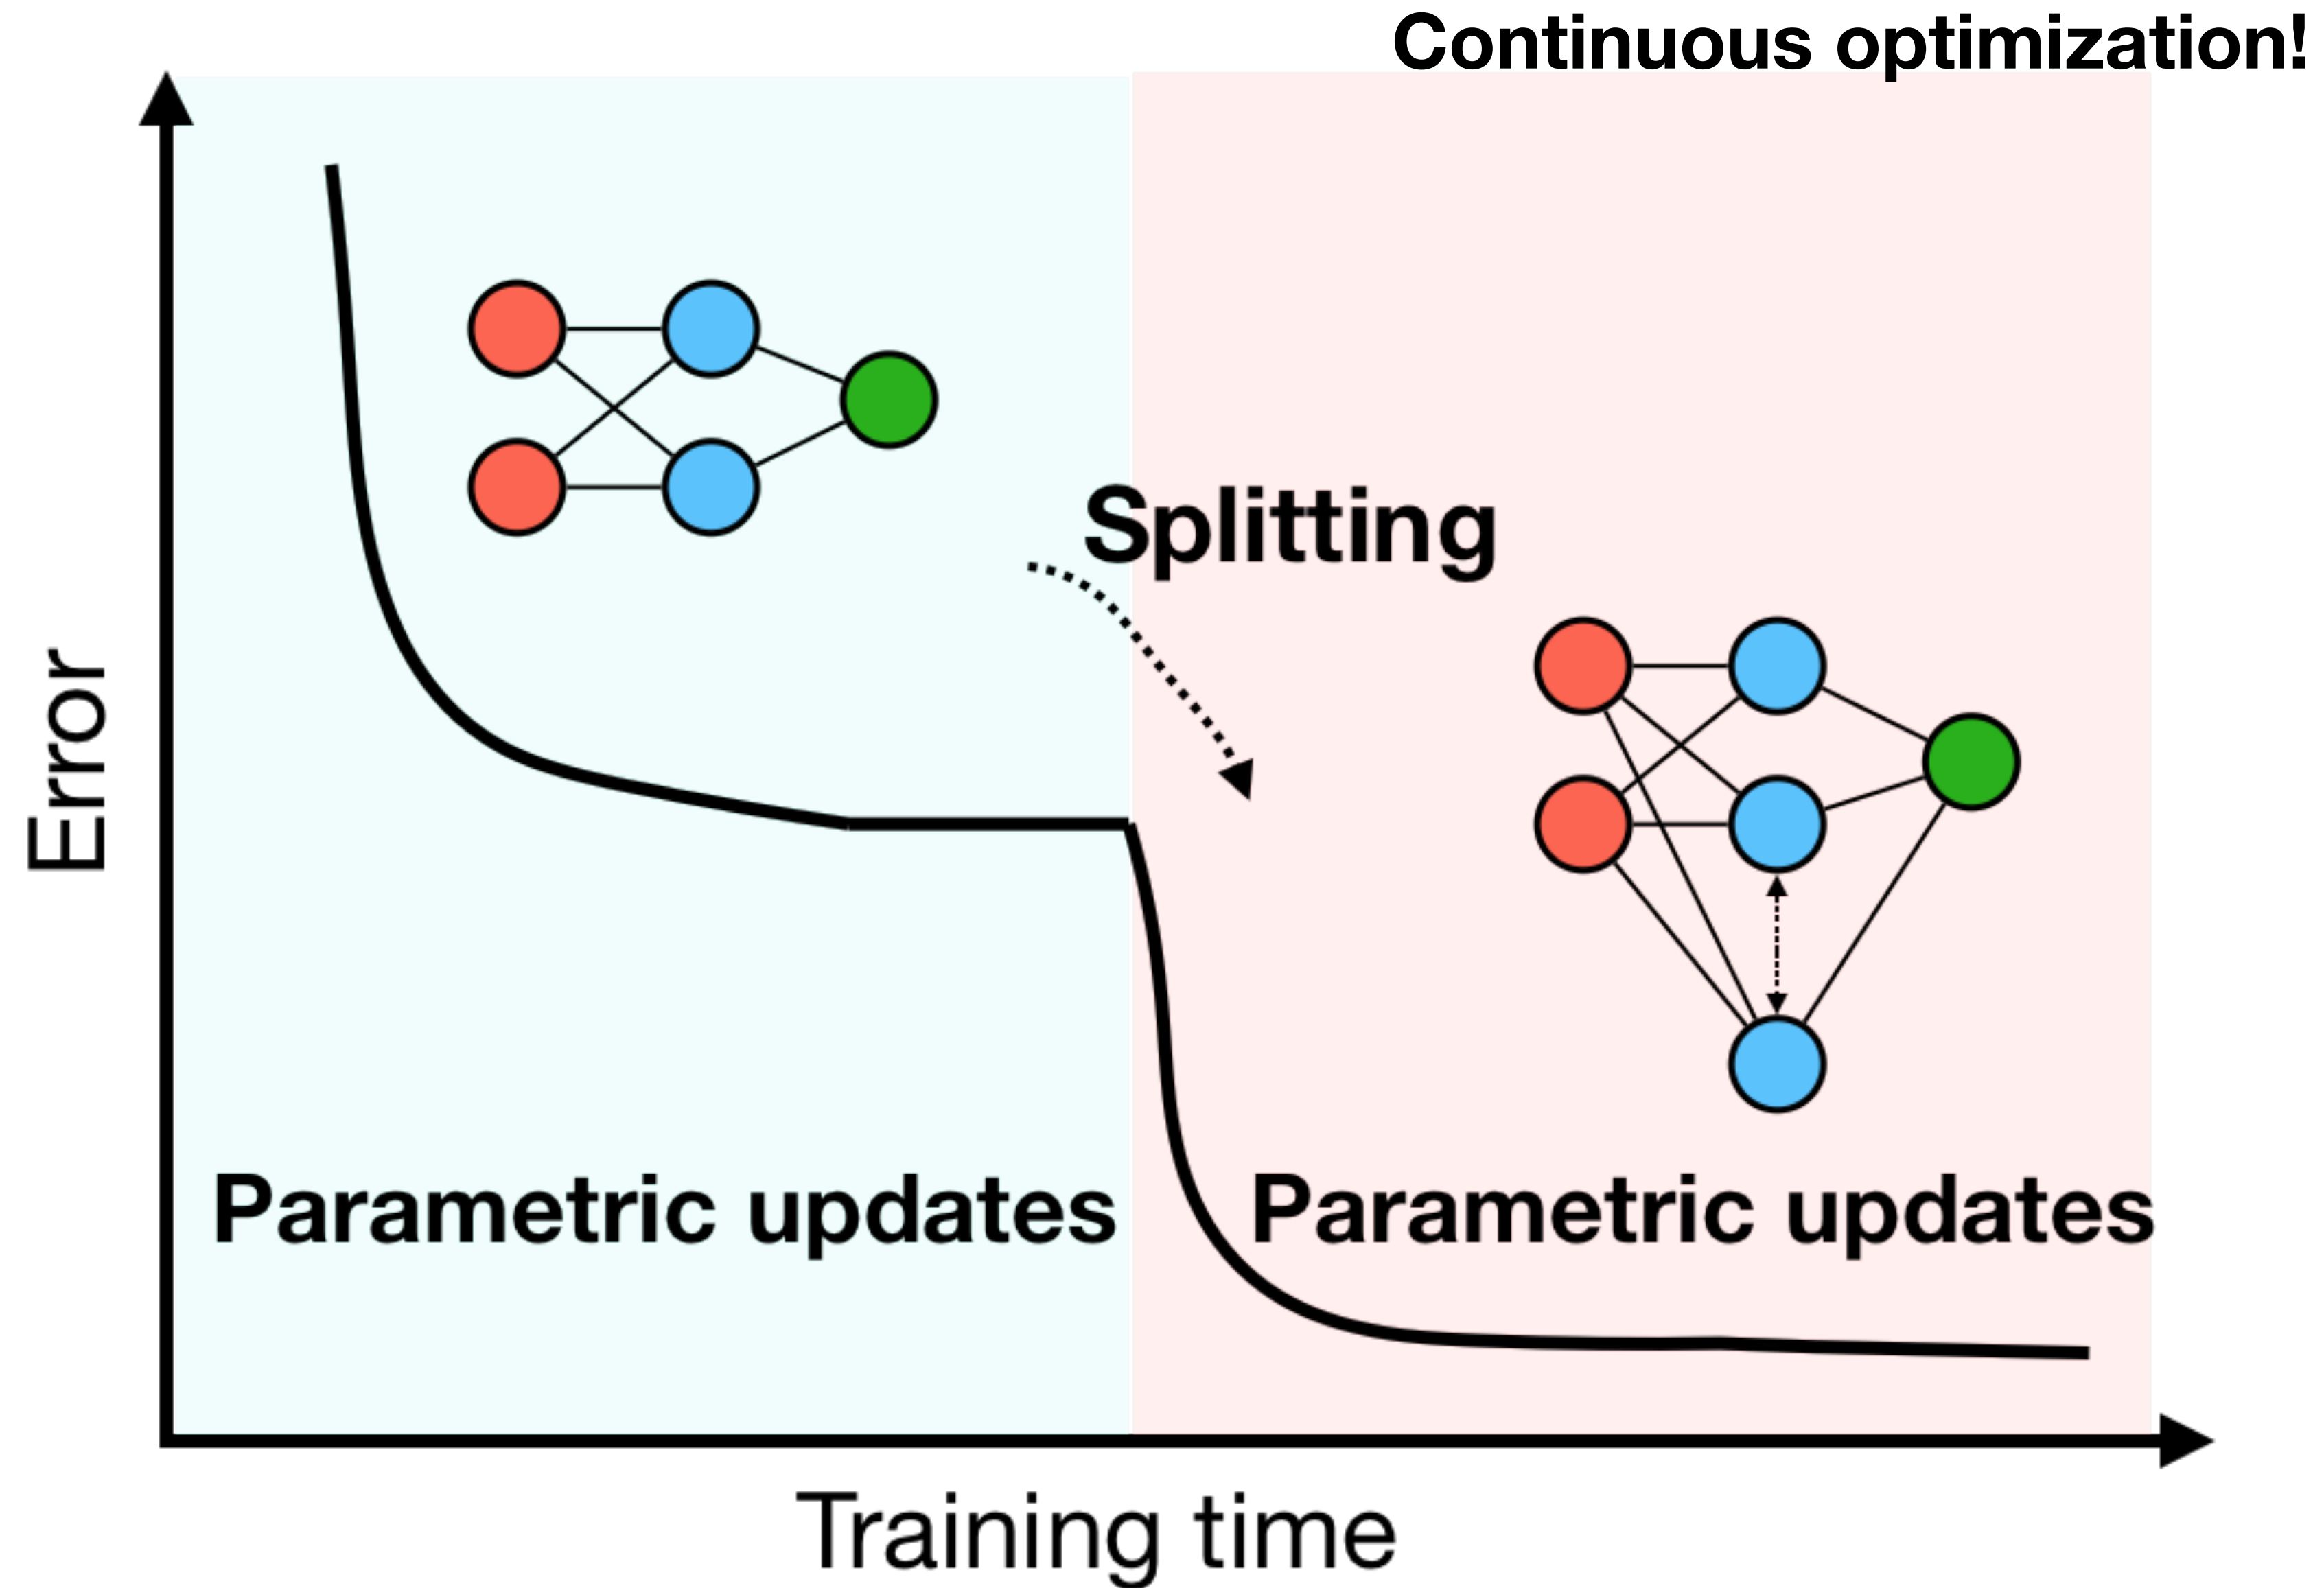 Continuous optimization!
Splitting
Error
Parametric updates
Parametric updates
Training time